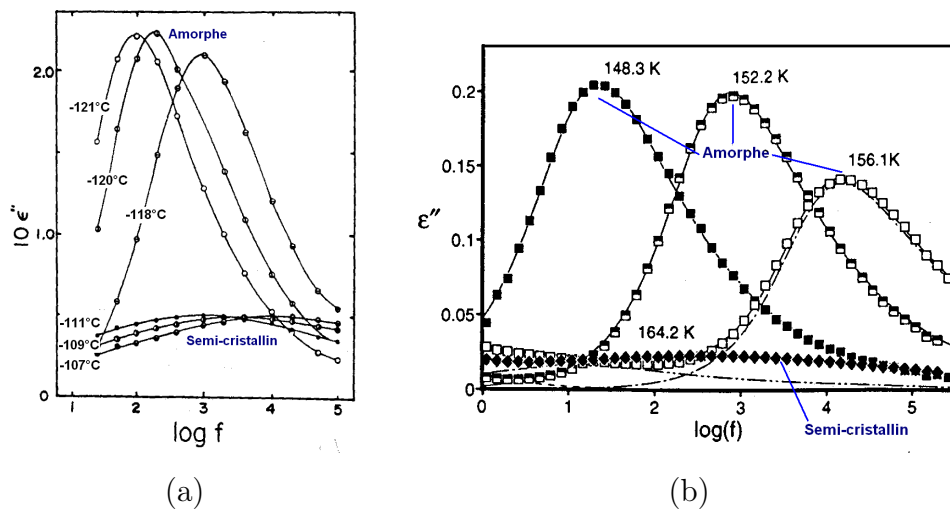 Amorphe
2.0
-121°C
-120°C
-118°C
10 ε"
1.0
-111°C
-109°C
-107°C
Semi-cristallin
0
1 2 3 4 5
log f
(a)
148.3 K
152.2 K
0.2
Amorphe
156.1K
0.15
ε"
0.1
0.05
164.2 K
0
0 1 2 3 4 5
log(f)
Semi-cristallin
(b)